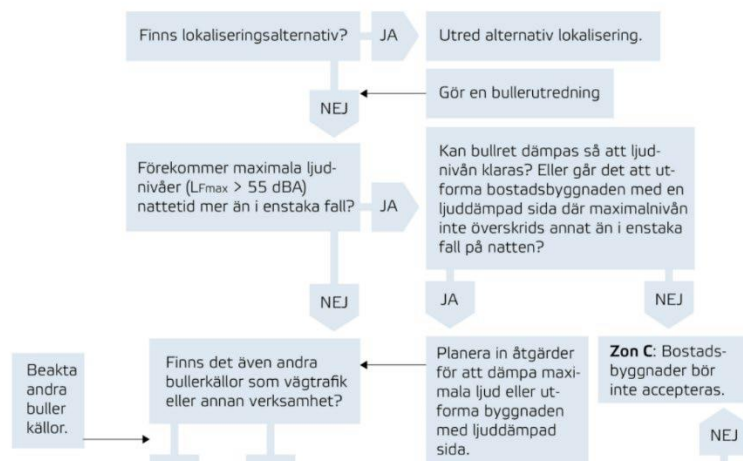 Finns lokaliseringsalternativ?
JA
Utred alternativ lokalisering.
NEJ
Gör en bullerutredning
Förekommer maximala ljud-
nivåer (LFmax > 55 dBA)
nattetid mer än i enstaka fall?
JA
Kan bullret dämpas så att ljud-
nivån klaras? Eller går det att ut-
forma bostadsbyggnaden med en
ljuddämpad sida där maximalnivån
inte överskrids annat än i enstaka
fall på natten?
NEJ
JA
NEJ
Beakta
andra
buller
källor.
Finns det även andra
bullerkällor som vägtrafik
eller annan verksamhet?
Planera in åtgärder
för att dämpa maxi-
mala ljud eller ut-
forma byggnaden
med ljuddämpad
sida.
Zon C: Bostads-
byggnader bör
inte accepteras.
NEJ